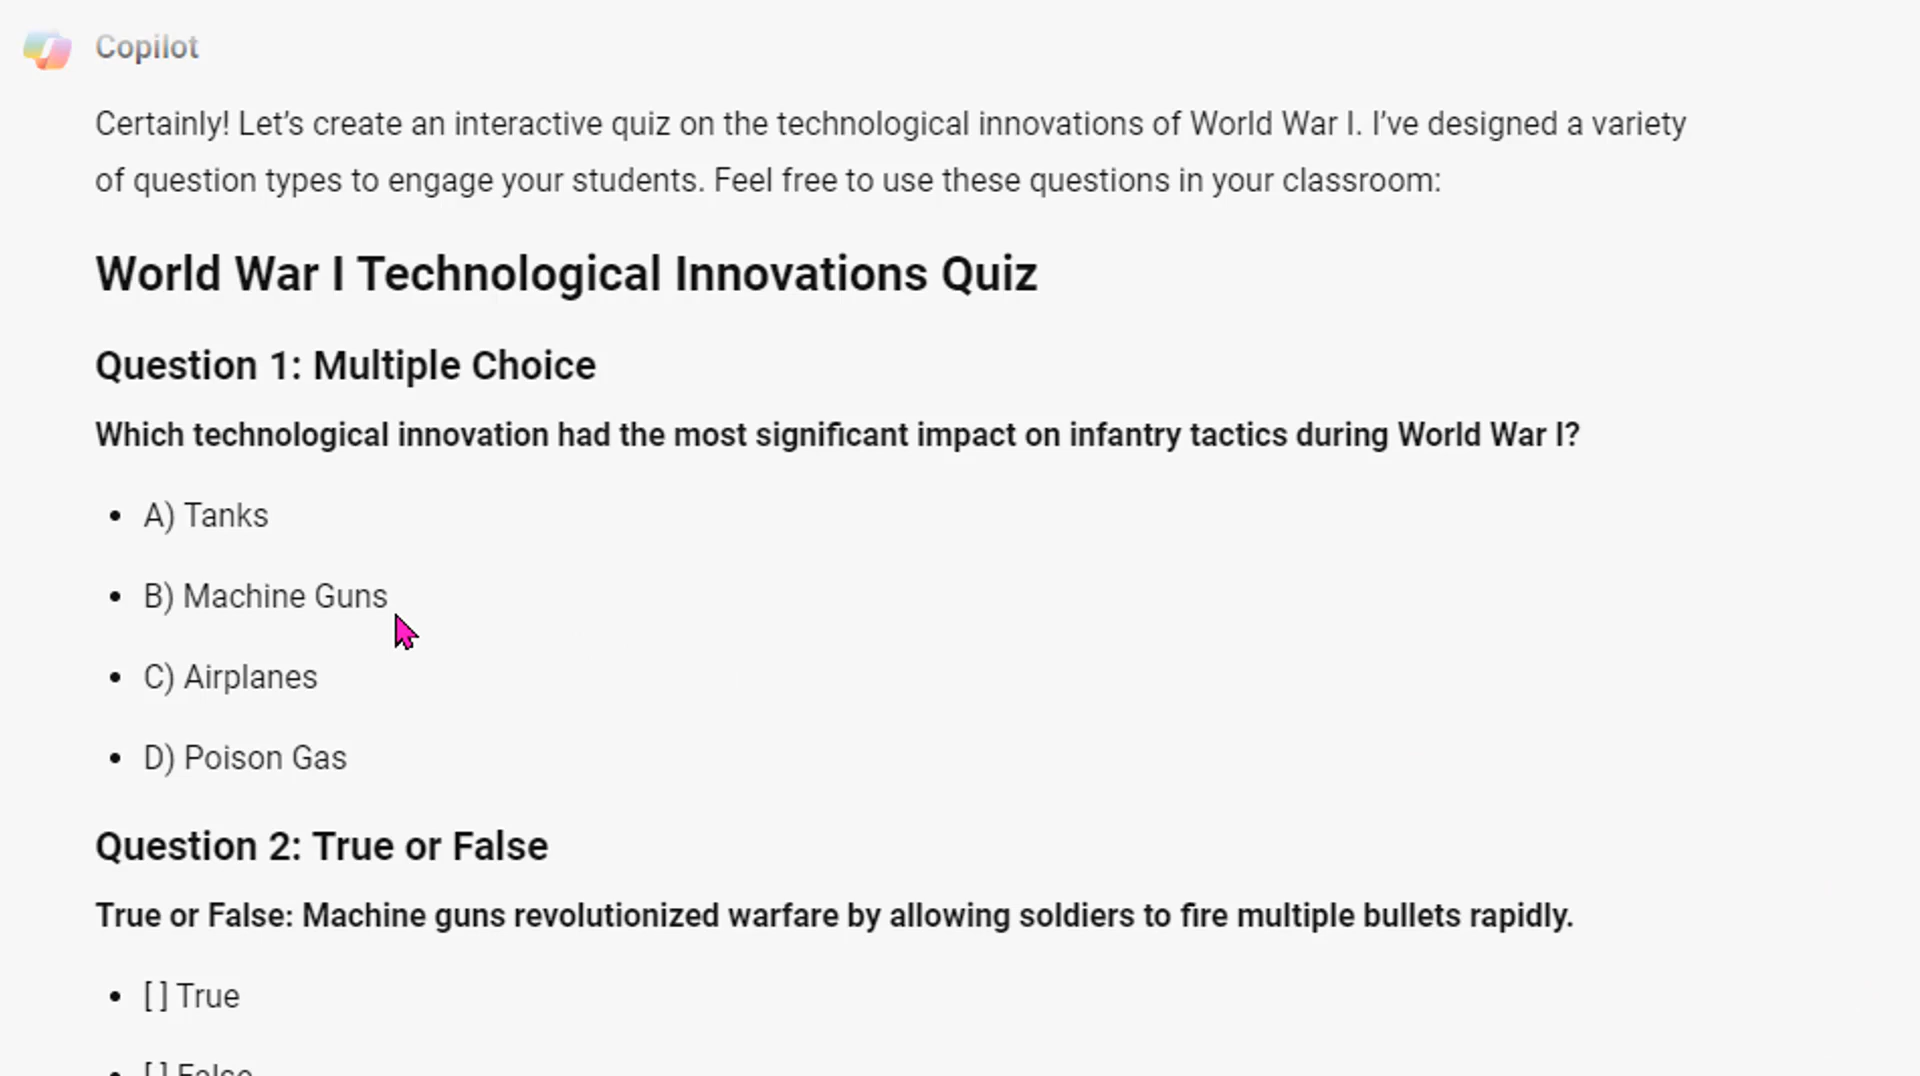 Copilot
Certainly! Let’s create an interactive quiz on the technological innovations of World War I. I’ve designed a variety
of question types to engage your students. Feel free to use these questions in your classroom:
World War I Technological Innovations Quiz
Question 1: Multiple Choice
Which technological innovation had the most significant impact on infantry tactics during World War I?
• A) Tanks
• B) Machine Guns
• C) Airplanes
• D) Poison Gas
Question 2: True or False
True or False: Machine guns revolutionized warfare by allowing soldiers to fire multiple bullets rapidly.
• [ ] True
• [ ] False